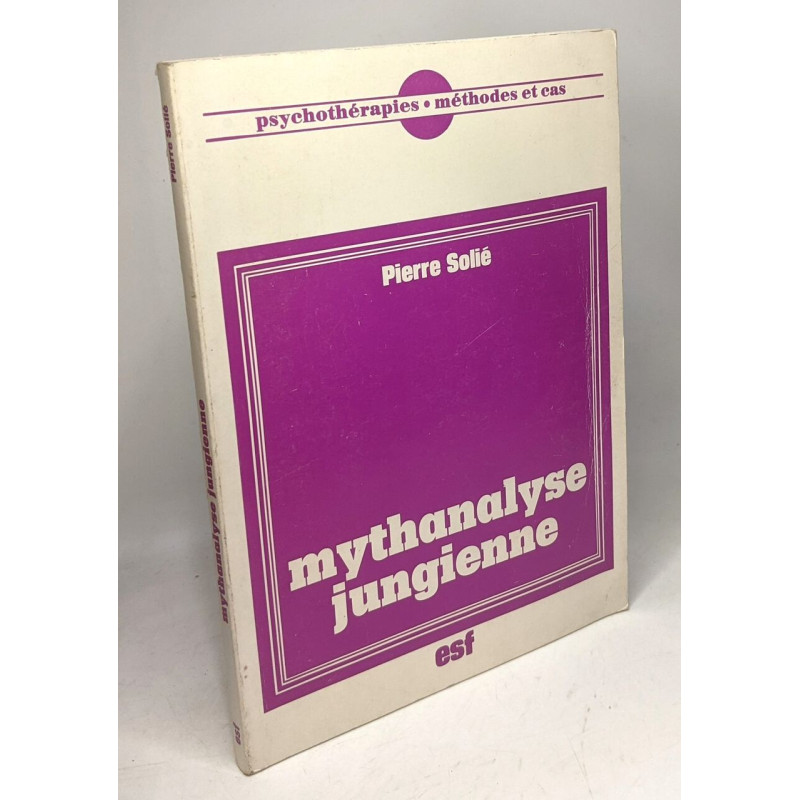 psychothérapies • méthodes et cas
Pierre Solié
mythanalyse
jungienne
esf
Pierre Solié
mythanalyse jungienne
esf